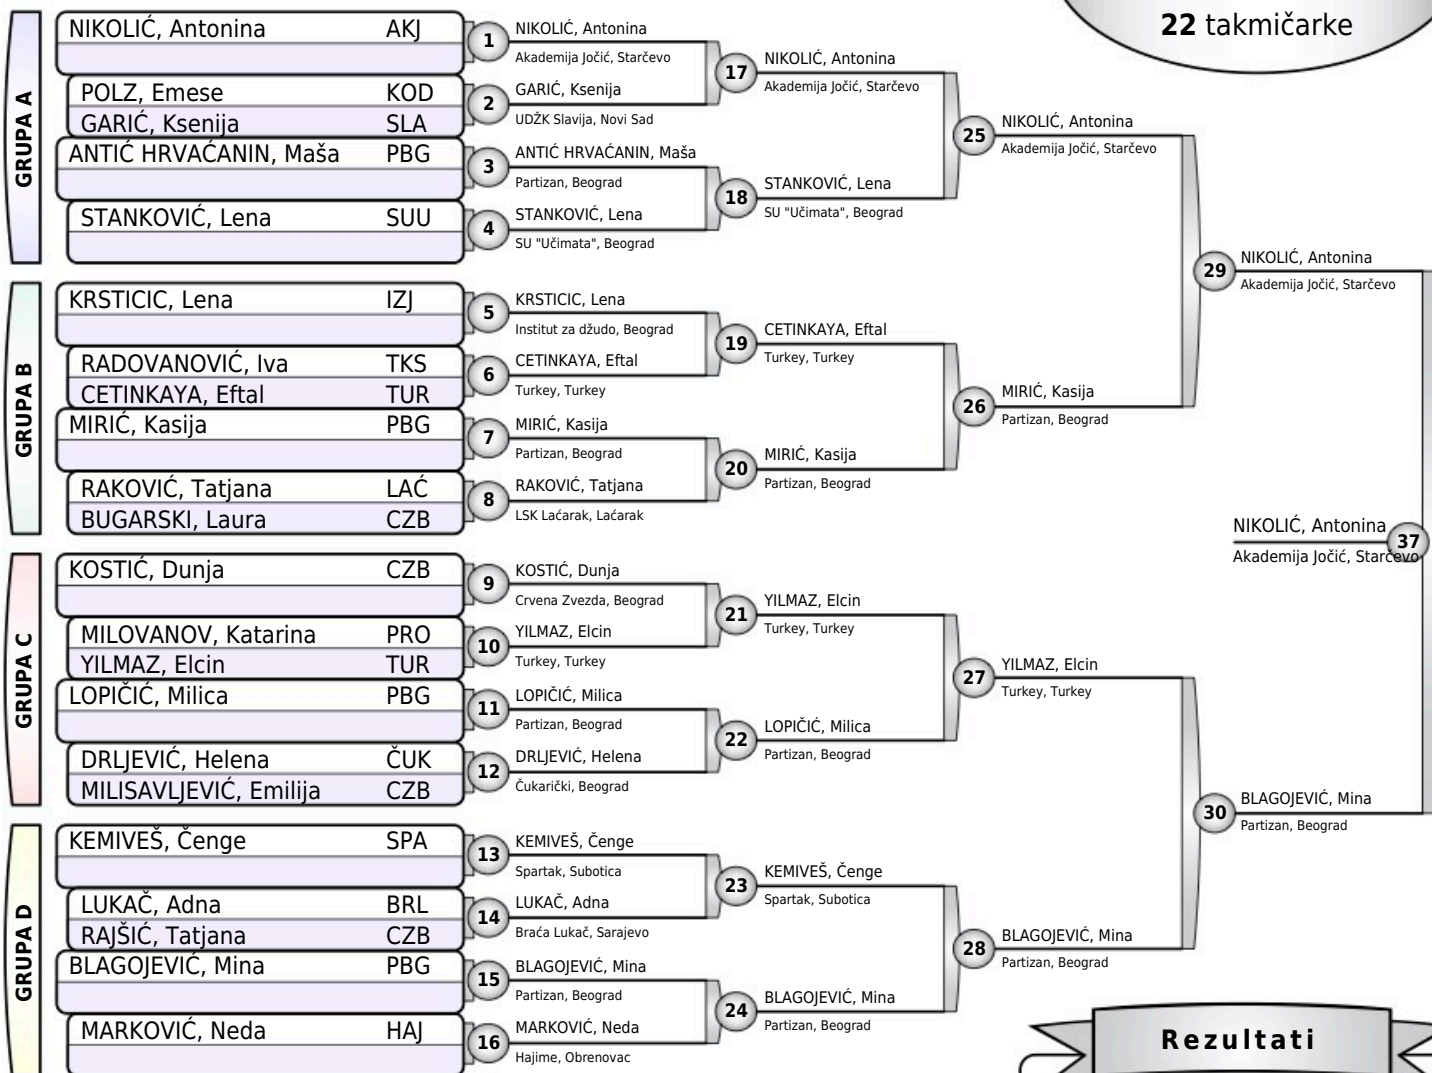 22 takmičarke
GRUPA A
NIKOLIĆ, Antonina AKJ
POLZ, Emese KOD
GARIĆ, Ksenija SLA
ANTIĆ HRVAĆANIN, Maša PBG
STANKOVIĆ, Lena SUU
GRUPA B
KRSTICIC, Lena IZJ
RADOVANOVIĆ, Iva TKS
CETINKAYA, Eftal TUR
MIRIĆ, Kasija PBG
RAKOVIĆ, Tatjana LAĆ
BUGARSKI, Laura CZB
GRUPA C
KOSTIĆ, Dunja CZB
MILOVANOV, Katarina PRO
YILMAZ, Elcin TUR
LOPIČIĆ, Milica PBG
DRLJEVIĆ, Helena ČUK
MILISAVLJEVIĆ, Emilija CZB
GRUPA D
KEMIVEŠ, Čenge SPA
LUKAČ, Adna BRL
RAJŠIĆ, Tatjana CZB
BLAGOJEVIĆ, Mina PBG
MARKOVIĆ, Neda HAJ
1 NIKOLIĆ, Antonina
Akademija Jočić, Starčevo
2 GARIĆ, Ksenija
UDŽK Slavija, Novi Sad
3 ANTIĆ HRVAĆANIN, Maša
Partizan, Beograd
4 STANKOVIĆ, Lena
SU "Učimata", Beograd
5 KRSTICIC, Lena
Institut za džudo, Beograd
6 CETINKAYA, Eftal
Turkey, Turkey
7 MIRIĆ, Kasija
Partizan, Beograd
8 RAKOVIĆ, Tatjana
LSK Laćarak, Laćarak
9 KOSTIĆ, Dunja
Crvena Zvezda, Beograd
10 YILMAZ, Elcin
Turkey, Turkey
11 LOPIČIĆ, Milica
Partizan, Beograd
12 DRLJEVIĆ, Helena
Čukarički, Beograd
13 KEMIVEŠ, Čenge
Spartak, Subotica
14 LUKAČ, Adna
Braća Lukač, Sarajevo
15 BLAGOJEVIĆ, Mina
Partizan, Beograd
16 MARKOVIĆ, Neda
Hajime, Obrenovac
17 NIKOLIĆ, Antonina
Akademija Jočić, Starčevo
18 STANKOVIĆ, Lena
SU "Učimata", Beograd
19 CETINKAYA, Eftal
Turkey, Turkey
20 MIRIĆ, Kasija
Partizan, Beograd
21 YILMAZ, Elcin
Turkey, Turkey
22 LOPIČIĆ, Milica
Partizan, Beograd
23 KEMIVEŠ, Čenge
Spartak, Subotica
24 BLAGOJEVIĆ, Mina
Partizan, Beograd
25 NIKOLIĆ, Antonina
Akademija Jočić, Starčevo
26 MIRIĆ, Kasija
Partizan, Beograd
27 YILMAZ, Elcin
Turkey, Turkey
28 BLAGOJEVIĆ, Mina
Partizan, Beograd
29 NIKOLIĆ, Antonina
Akademija Jočić, Starčevo
30 BLAGOJEVIĆ, Mina
Partizan, Beograd
NIKOLIĆ, Antonina 37
Akademija Jočić, Starčevo
Rezultati